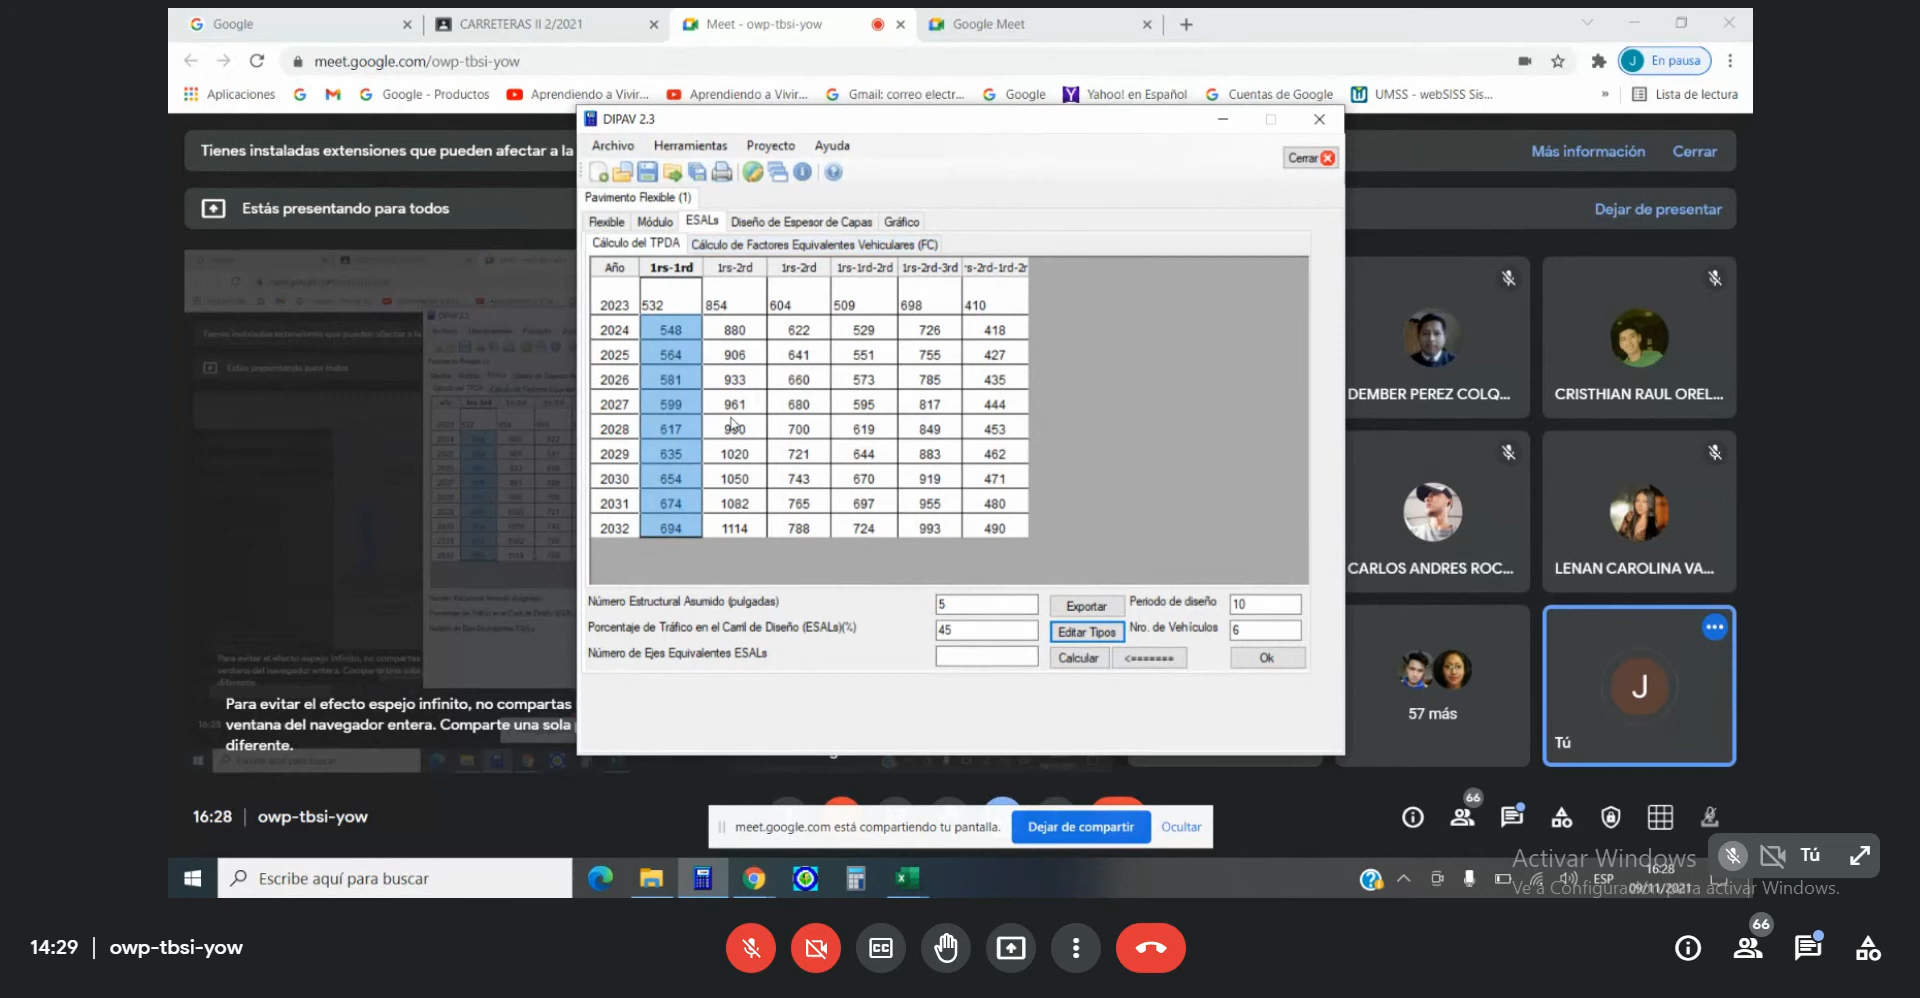 Google
CARRETERAS II 2/2021
Meet - owp-tbsi-yow
Google Meet
meet.google.com/owp-tbsi-yow
J
En pausa
Aplicaciones
Google - Productos
Aprendiendo a Vivir...
Aprendiendo a Vivir...
Gmail: correo electr...
Google
Yahoo! en Español
Cuentas de Google
UMSS - webSISS Sis...
»
Lista de lectura
Tienes instaladas extensiones que pueden afectar a la
Más información
Cerrar
Estás presentando para todos
Dejar de presentar
DIPAV 2.3
Archivo Herramientas Proyecto Ayuda
Cerrar
Pavimento Flexible (1)
Flexible Módulo ESALs Diseño de Espesor de Capas Gráfico
Cálculo del TPDA Cálculo de Factores Equivalentes Vehiculares (FC)
Año 1rs-1rd 1rs-2rd 1rs-2rd 1rs-1rd-2rd 1rs-2rd-3rd 's-2rd-1rd-2r
2023 532 854 604 509 698 410
2024 548 880 622 529 726 418
2025 564 906 641 551 755 427
2026 581 933 660 573 785 435
2027 599 961 680 595 817 444
2028 617 990 700 619 849 453
2029 635 1020 721 644 883 462
2030 654 1050 743 670 919 471
2031 674 1082 765 697 955 480
2032 694 1114 788 724 993 490
Número Estructural Asumido (pulgadas) 5 Exportar Periodo de diseño 10
Porcentaje de Tráfico en el Carril de Diseño (ESALs)(%) 45 Editar Tipos Nro. de Vehículos 6
Número de Ejes Equivalentes ESALs Calcular <======= Ok
DEMBER PEREZ COLQ...
CRISTHIAN RAUL OREL...
CARLOS ANDRES ROC...
LENAN CAROLINA VA...
57 más
J
Tú
Para evitar el efecto espejo infinito, no compartas
ventana del navegador entera. Comparte una sola
diferente.
16:28 | owp-tbsi-yow
meet.google.com está compartiendo tu pantalla.
Dejar de compartir
Ocultar
66
Activar Windows
Ve a Configuración para activar Windows.
Tú
Escribe aquí para buscar
ESP
16:28
09/11/2021
14:29 | owp-tbsi-yow
66